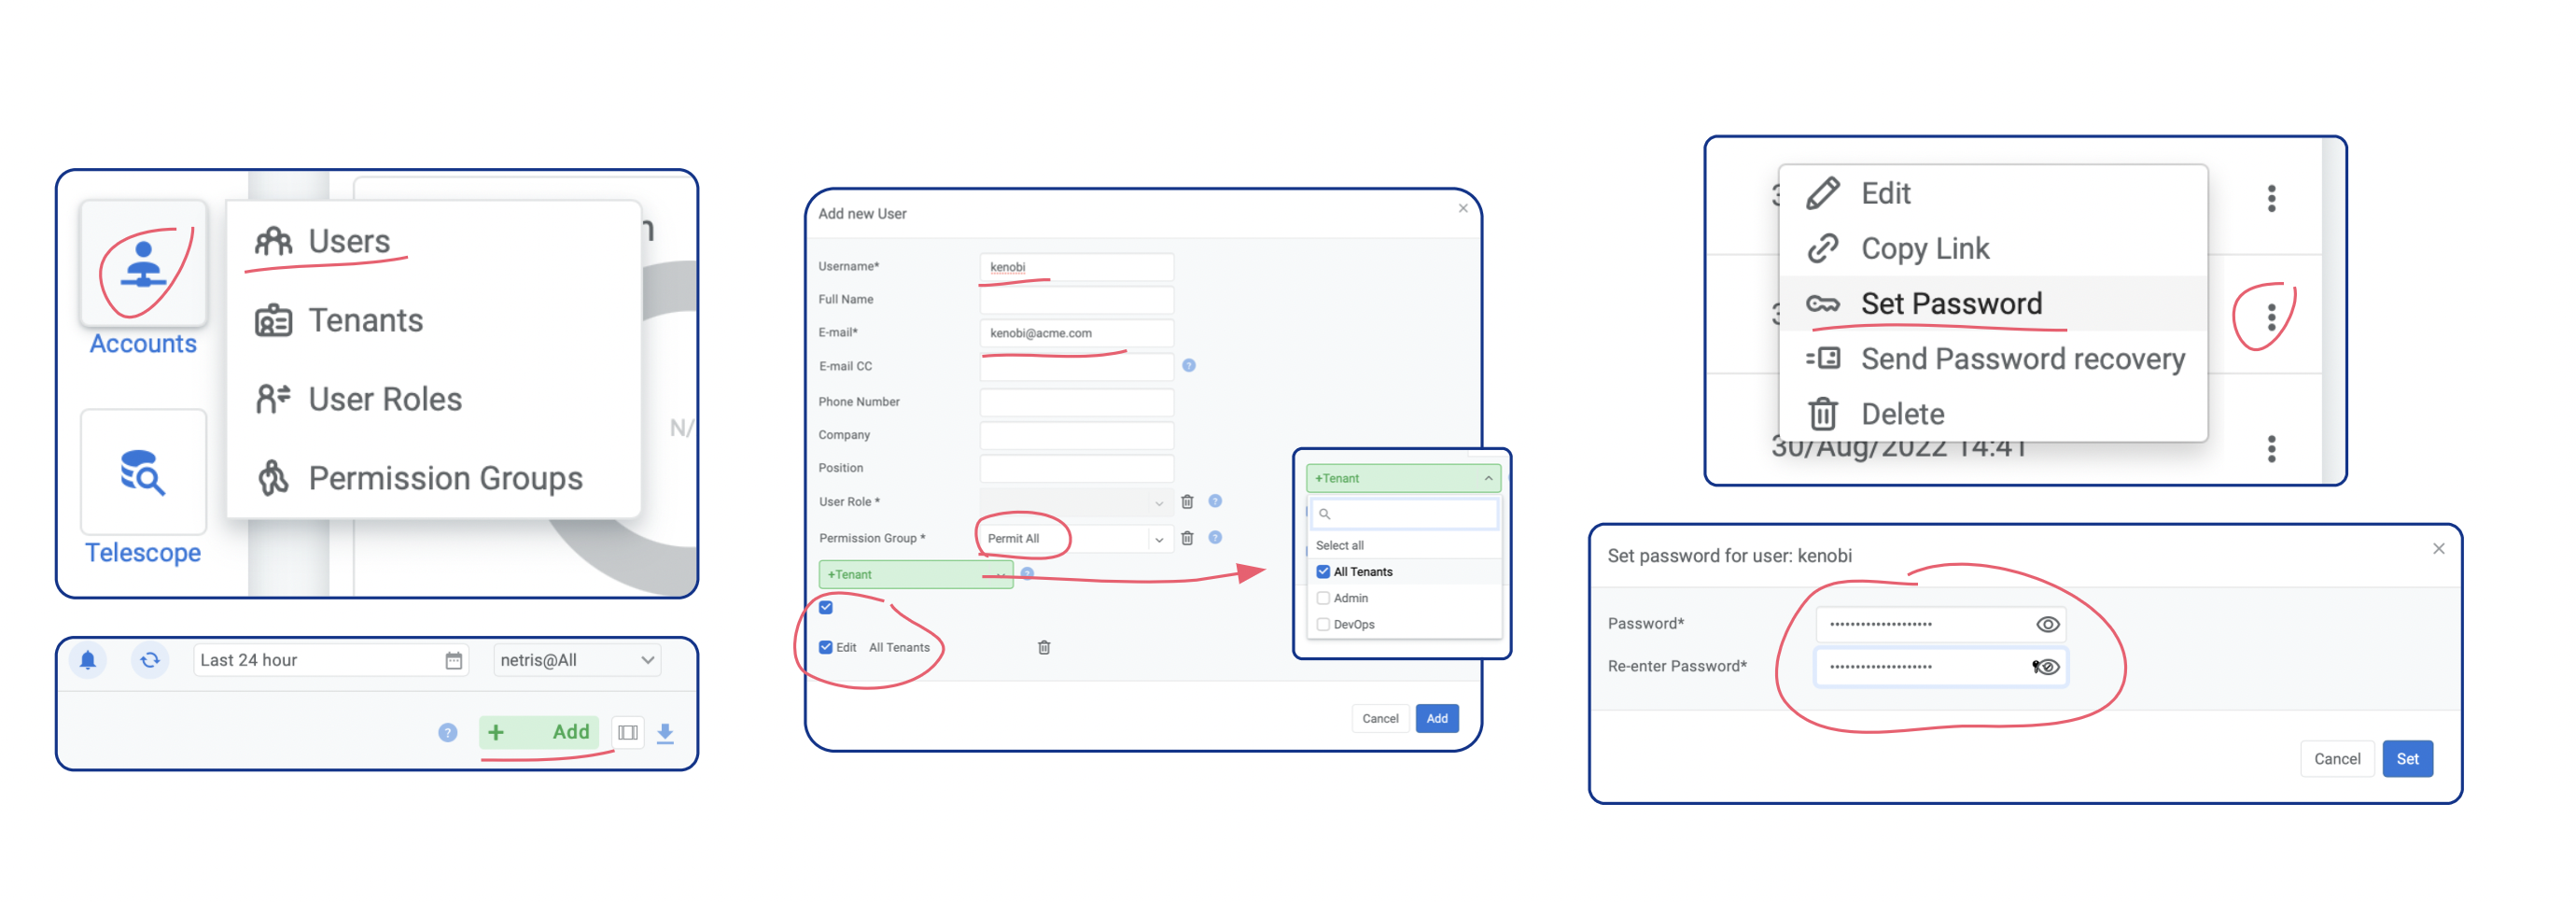 Users
Tenants
User Roles
Permission Groups
Accounts
Telescope
N/
Last 24 hour
netris@All
? + Add
Add new User
Username* kenobi
Full Name
E-mail* kenobi@acme.com
E-mail CC ?
Phone Number
Company
Position
User Role * ?
Permission Group * Permit All ?
+Tenant ?
Edit All Tenants
Cancel Add
+Tenant
Select all
All Tenants
Admin
DevOps
Edit
Copy Link
Set Password
Send Password recovery
Delete
30/Aug/2022 14:41
Set password for user: kenobi
Password* ••••••••••••••••••••
Re-enter Password* ••••••••••••••••••••
Cancel Set